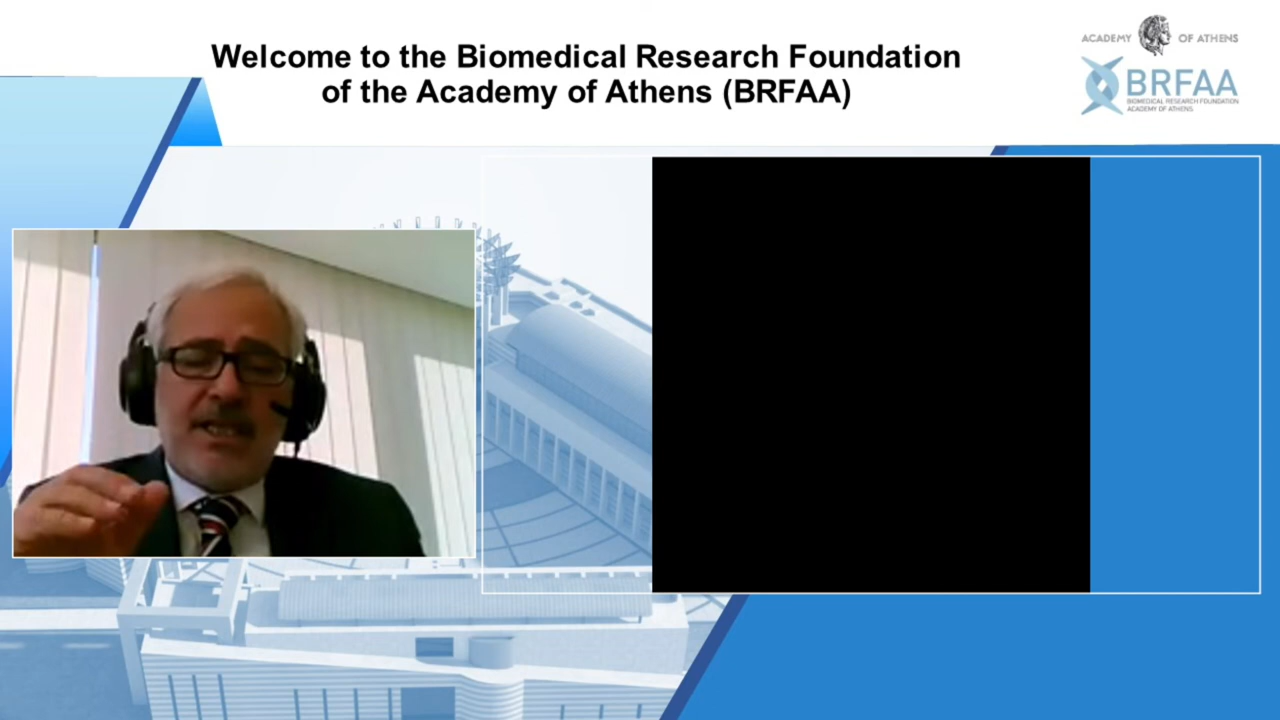 Welcome to the Biomedical Research Foundation
of the Academy of Athens (BRFAA)
ACADEMY OF ATHENS
BRFAA
BIOMEDICAL RESEARCH FOUNDATION
ACADEMY OF ATHENS